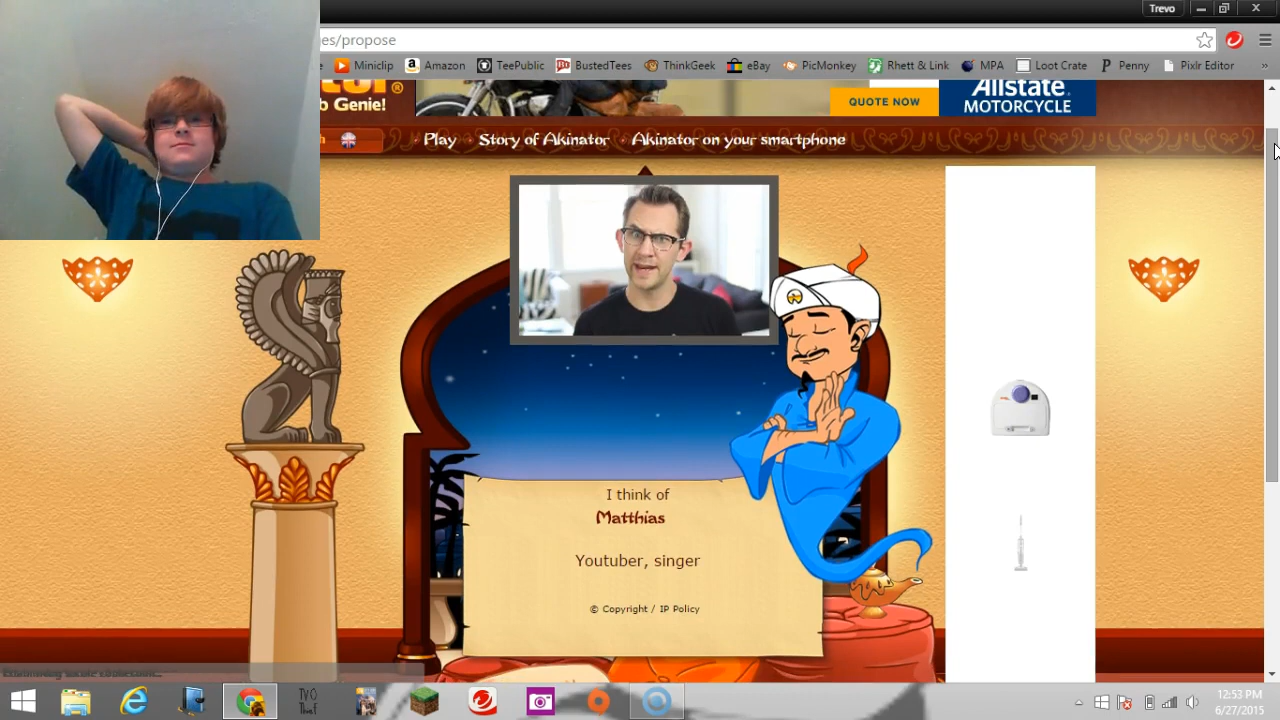 Trevo
es/propose
Miniclip
Amazon
TeePublic
BustedTees
ThinkGeek
eBay
PicMonkey
Rhett & Link
MPA
Loot Crate
Penny
Pixlr Editor
»
b Genie!
QUOTE NOW
Allstate
MOTORCYCLE
Play
Story of Akinator
Akinator on your smartphone
I think of
Matthias
Youtuber, singer
© Copyright / IP Policy
12:53 PM
6/27/2015